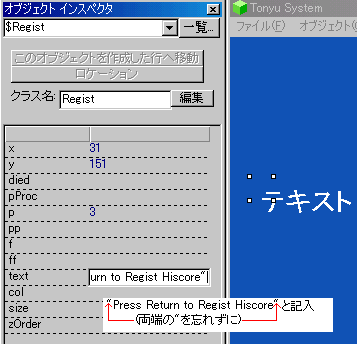 オブジェクト インスペクタ
$Regist
一覧...
このオブジェクトを作成した行へ移動
ロケーション
クラス名:
Regist
編集
x 31
y 151
died
pProc
p 3
pp
f
ff
text urn to Regist Hiscore"
col
size
zOrder
"Press Return to Regist Hiscore"と記入
(両端の"を忘れずに)
Tonyu System
ファイル(F) オブジェクト(
テキスト